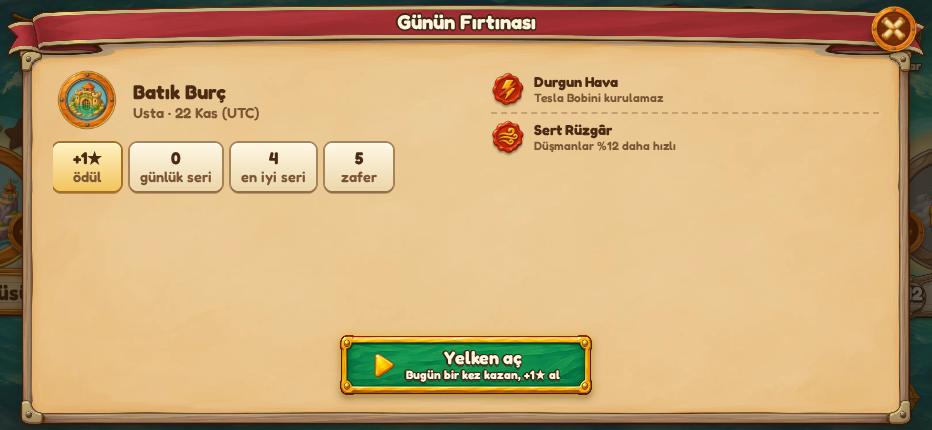 Günün Fırtınası
Batık Burç
Usta · 22 Kas (UTC)
+1★
ödül
0
günlük seri
4
en iyi seri
5
zafer
Durgun Hava
Tesla Bobini kurulamaz
Sert Rüzgâr
Düşmanlar %12 daha hızlı
Yelken aç
Bugün bir kez kazan, +1★ al